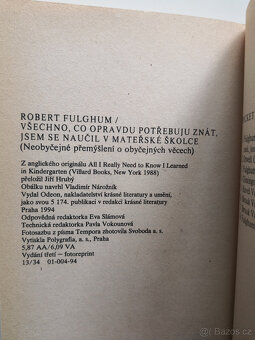 ROBERT FULGHUM /
VŠECHNO, CO OPRAVDU POTŘEBUJU ZNÁT,
JSEM SE NAUČIL V MATEŘSKÉ ŠKOLCE
(Neobyčejné přemýšlení o obyčejných věcech)
Z anglického originálu All I Really Need to Know I Learned
in Kindergarten (Villard Books, New York 1988)
přeložil Jiří Hrubý
Obálku navrhl Vladimír Nárožník
Vydal Odeon, nakladatelství krásné literatury a umění,
jako svou 5 174. publikaci v redakci krásné literatury
Praha 1994
Odpovědná redaktorka Eva Slámová
Technická redaktorka Pavla Vokounová
Fotosazbu z písma Tempora zhotovila Svoboda a. s.
Vytiskla Polygrafia, a. s., Praha
5,87 AA/6,09 VA
Vydání třetí – fotoreprint
13/34 01-004-94
sbazar.cz